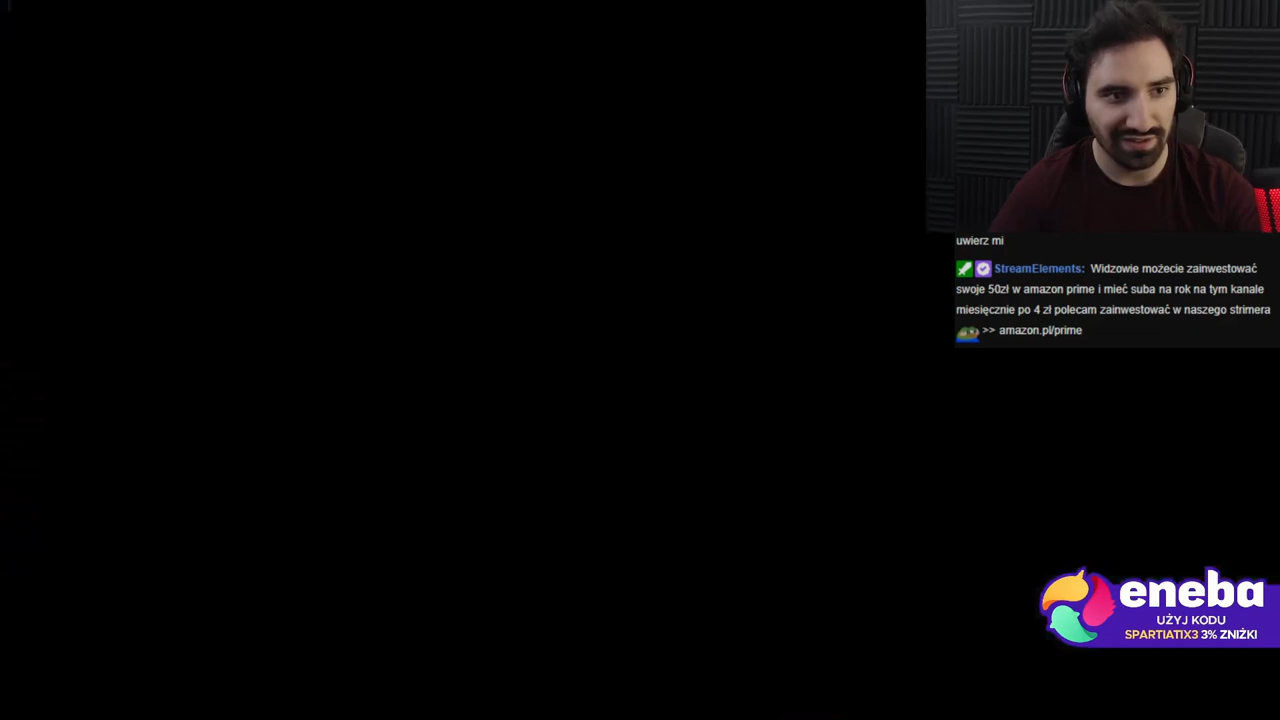 uwierz mi
StreamElements: Widzowie możecie zainwestować
swoje 50zł w amazon prime i mieć suba na rok na tym kanale
miesięcznie po 4 zł polecam zainwestować w naszego strimera
>> amazon.pl/prime
eneba
UŻYJ KODU
SPARTIATIX3 3% ZNIŻKI